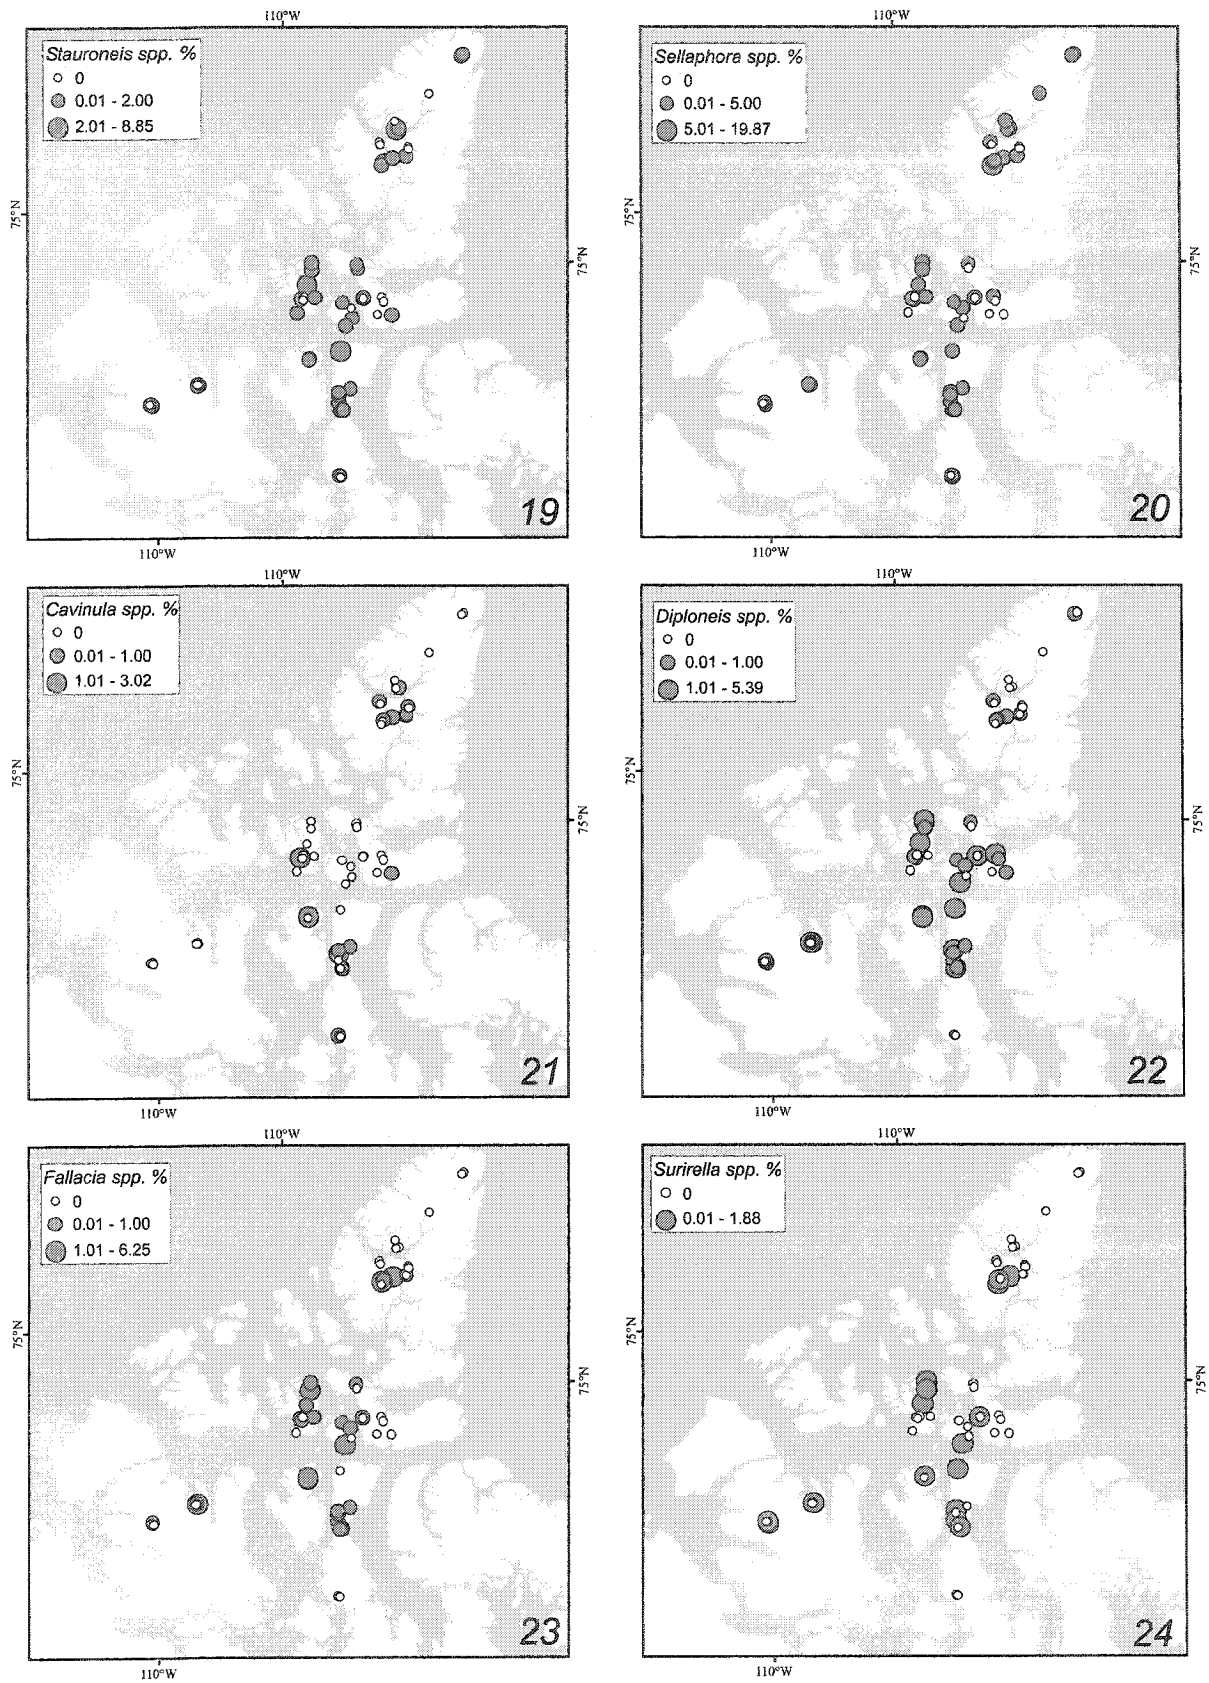 110°W
Stauroneis spp. %
0
0.01 - 2.00
2.01 - 8.85
75°N
75°N
19
110°W
110°W
Sellaphora spp. %
0
0.01 - 5.00
5.01 - 19.87
75°N
75°N
20
110°W
110°W
Cavinula spp. %
0
0.01 - 1.00
1.01 - 3.02
75°N
75°N
21
110°W
110°W
Diploneis spp. %
0
0.01 - 1.00
1.01 - 5.39
75°N
75°N
22
110°W
110°W
Fallacia spp. %
0
0.01 - 1.00
1.01 - 6.25
75°N
75°N
23
110°W
110°W
Surirella spp. %
0
0.01 - 1.88
75°N
75°N
24
110°W